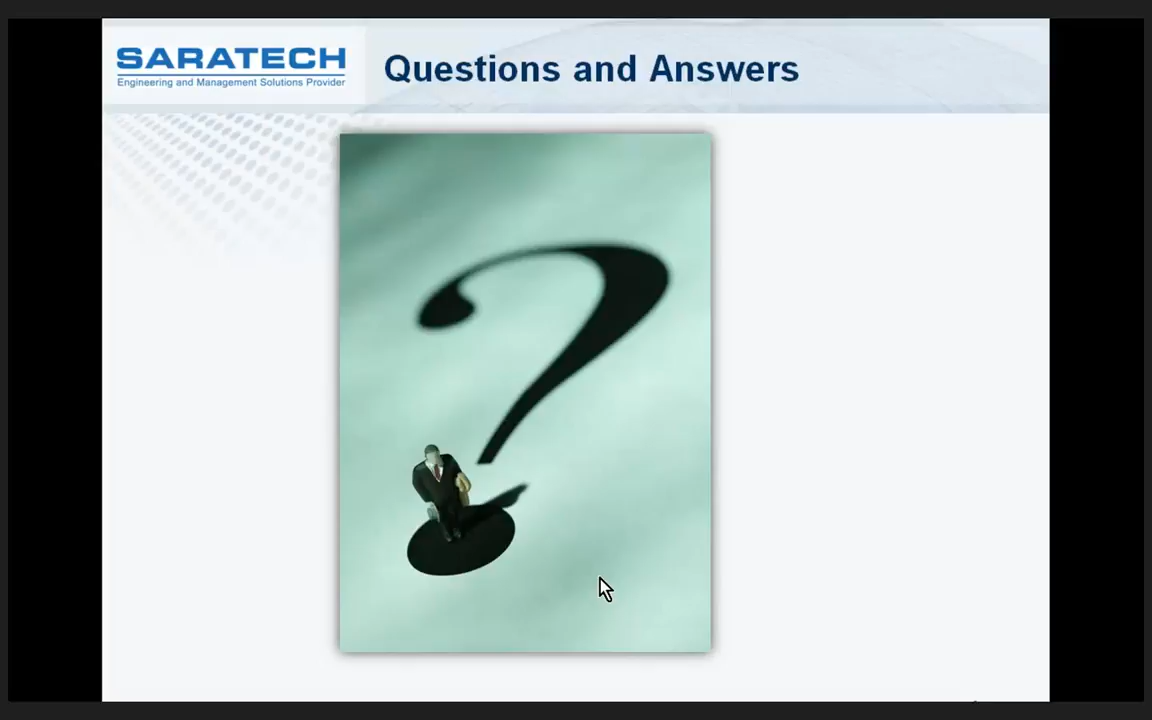 SARATECH
Engineering and Management Solutions Provider
Questions and Answers
?